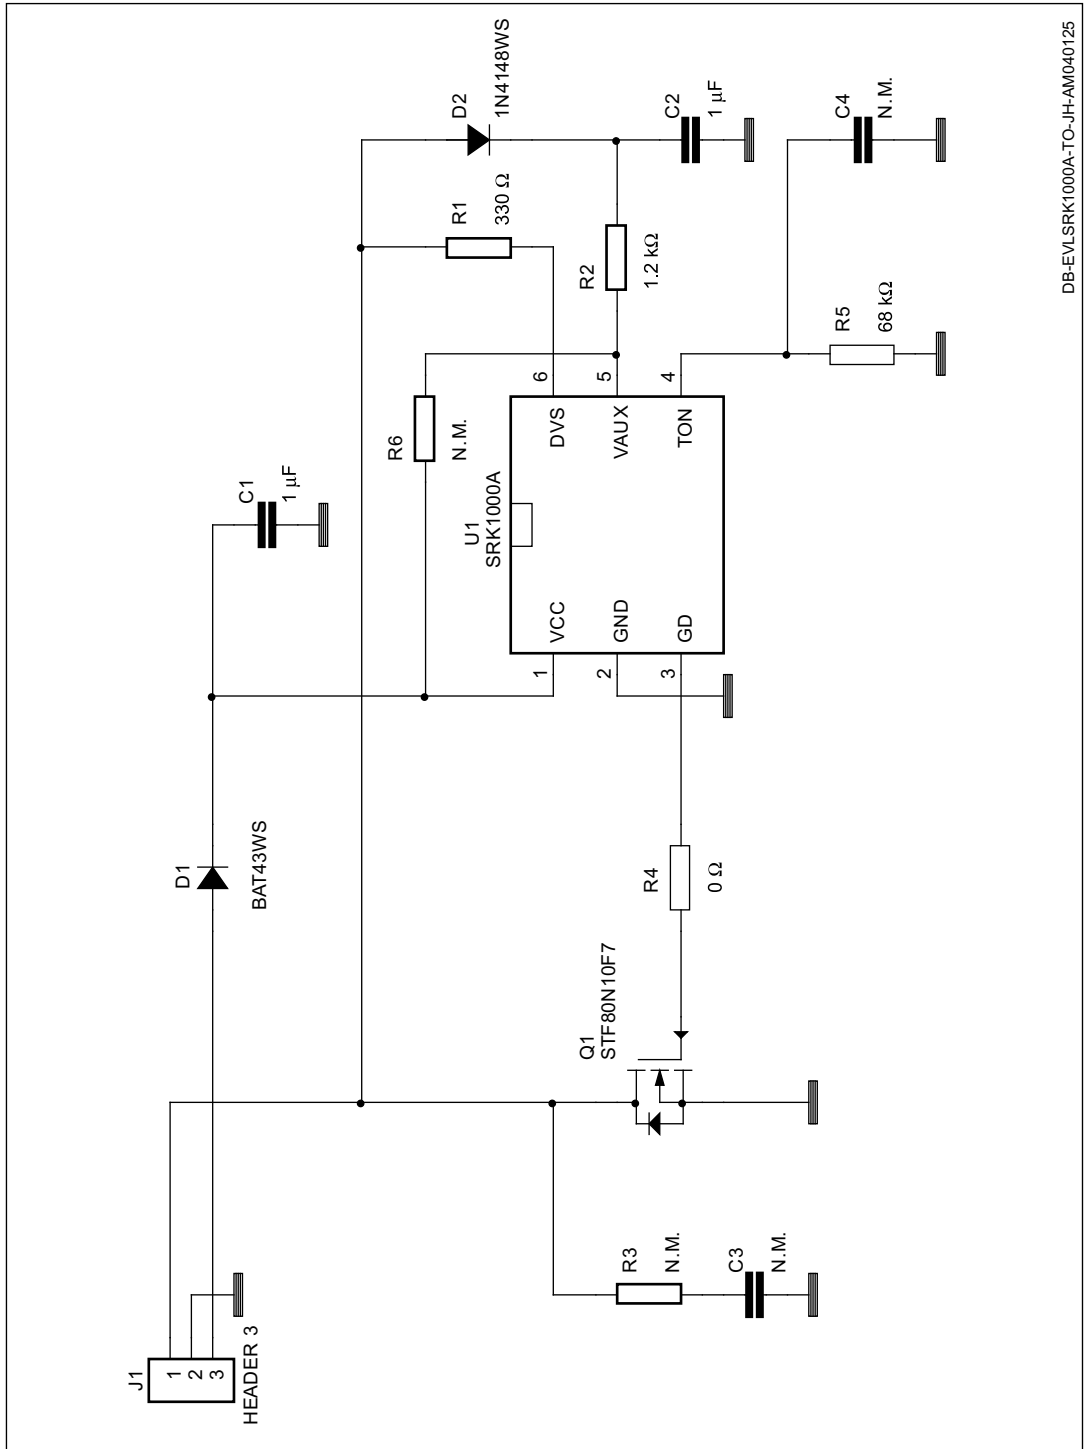 J1
1
2
3
HEADER 3
D1
BAT43WS
C1
1 µF
R3
N.M.
C3
N.M.
Q1
STF80N10F7
R4
0 Ω
R6
N.M.
U1
SRK1000A
1
VCC
2
GND
3
GD
6
DVS
5
VAUX
4
TON
R1
330 Ω
D2
1N4148WS
R2
1.2 kΩ
C2
1 µF
R5
68 kΩ
C4
N.M.
DB-EVLSRK1000A-TO-JH-AM040125